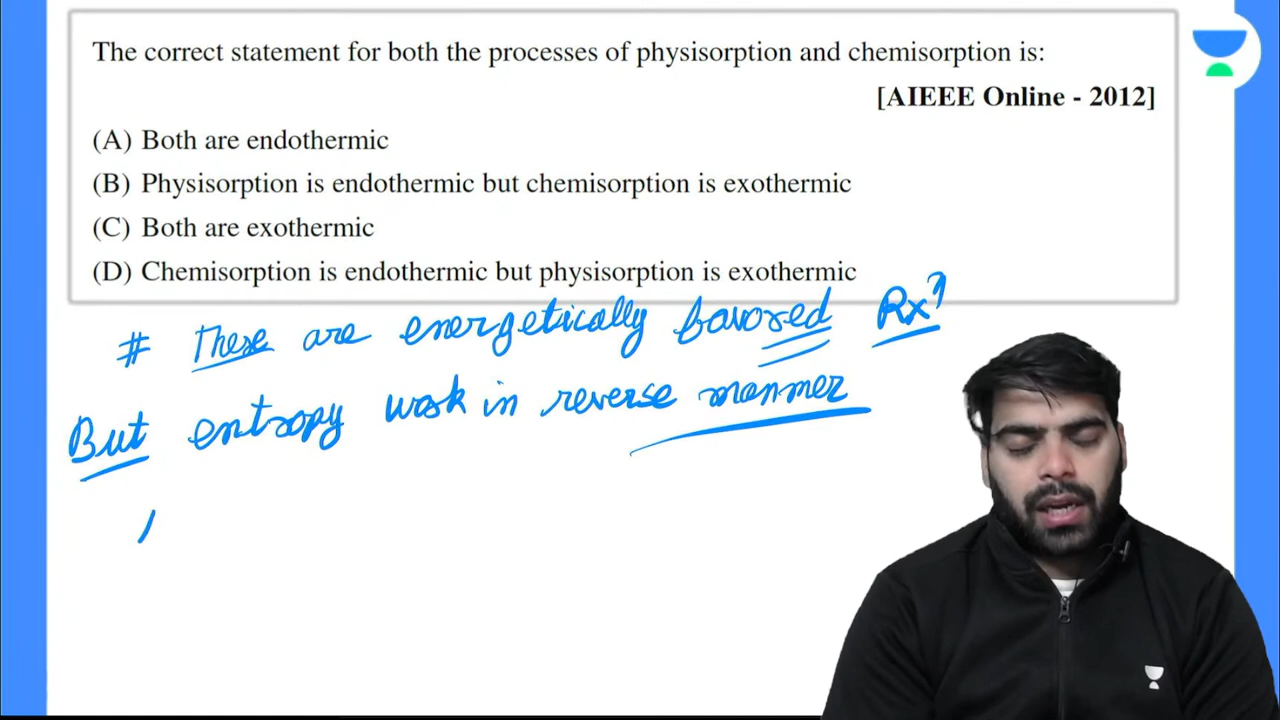 The correct statement for both the processes of physisorption and chemisorption is:
[AIEEE Online - 2012]
(A) Both are endothermic
(B) Physisorption is endothermic but chemisorption is exothermic
(C) Both are exothermic
(D) Chemisorption is endothermic but physisorption is exothermic
# These are energetically favored Rxⁿ
But entropy work in reverse manner